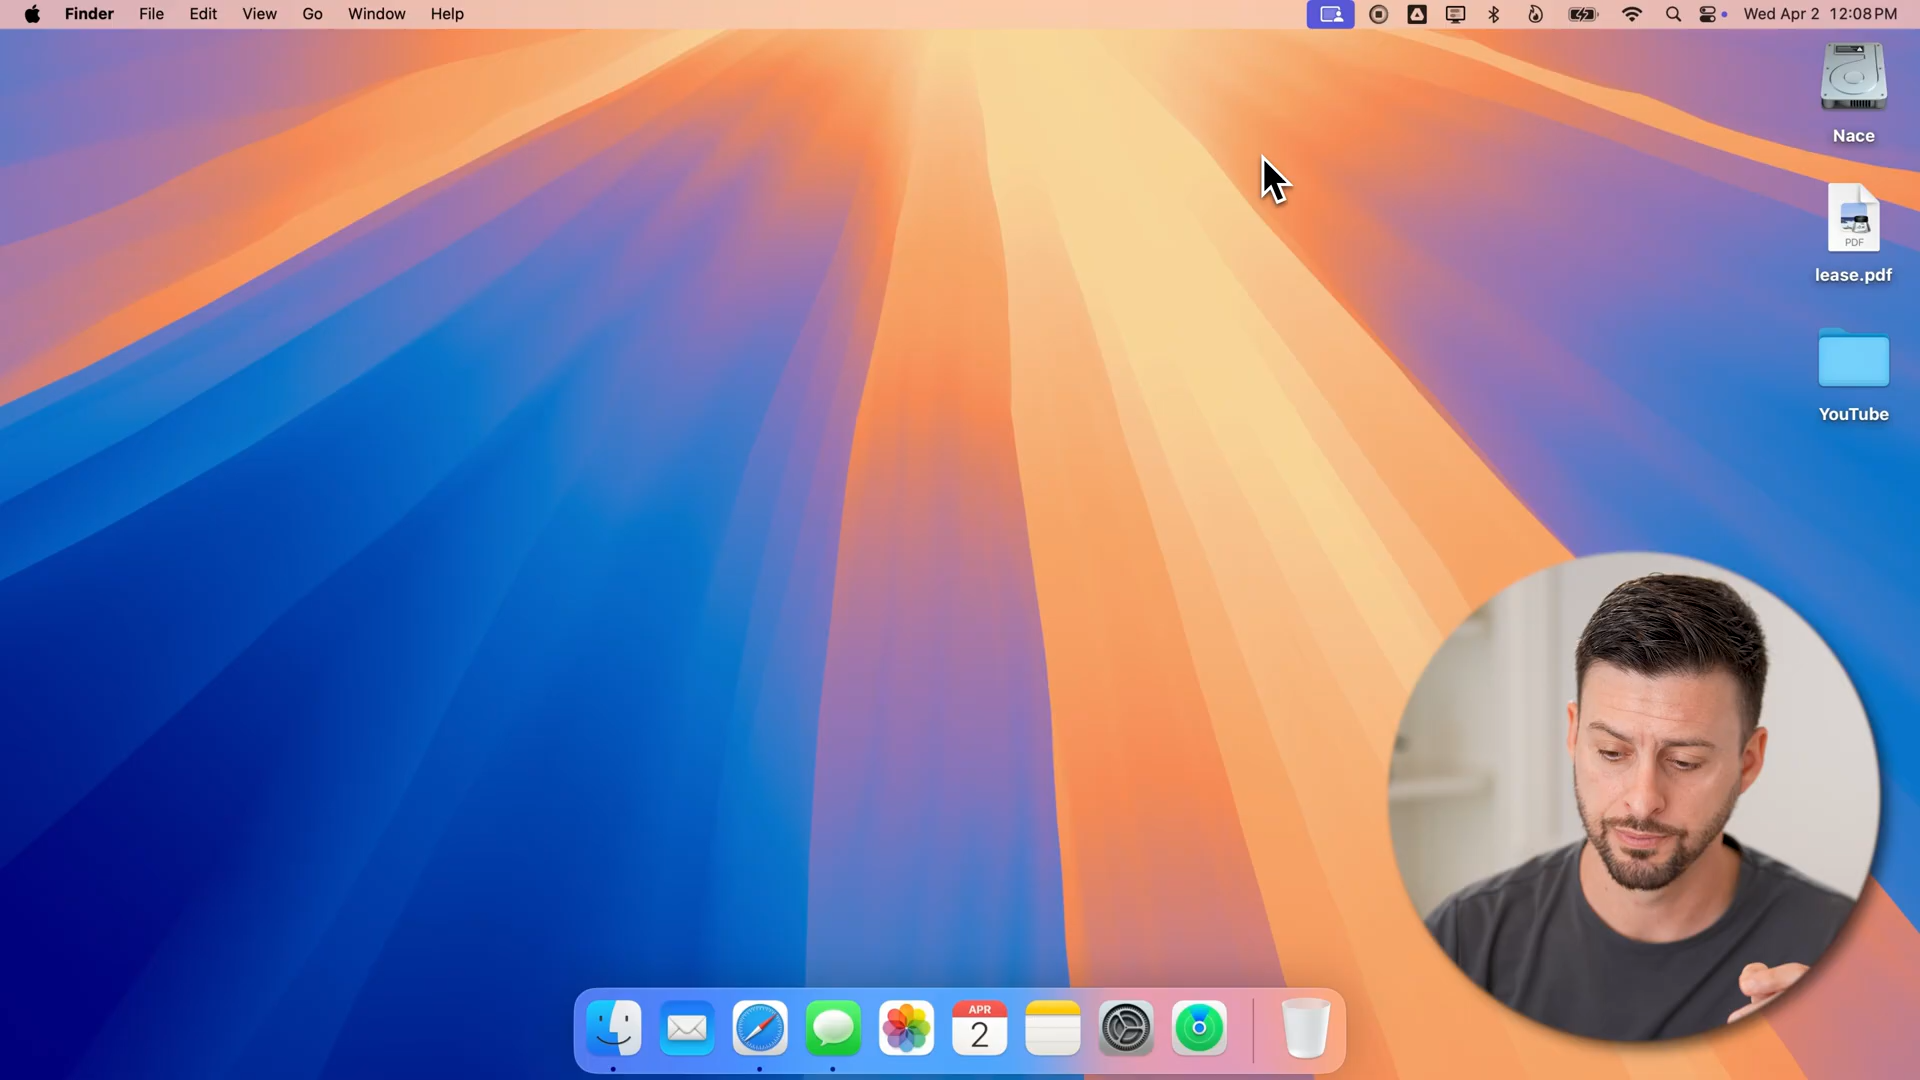 Finder File Edit View Go Window Help Wed Apr 2 12:08 PM
Nace
PDF
lease.pdf
YouTube
APR
2